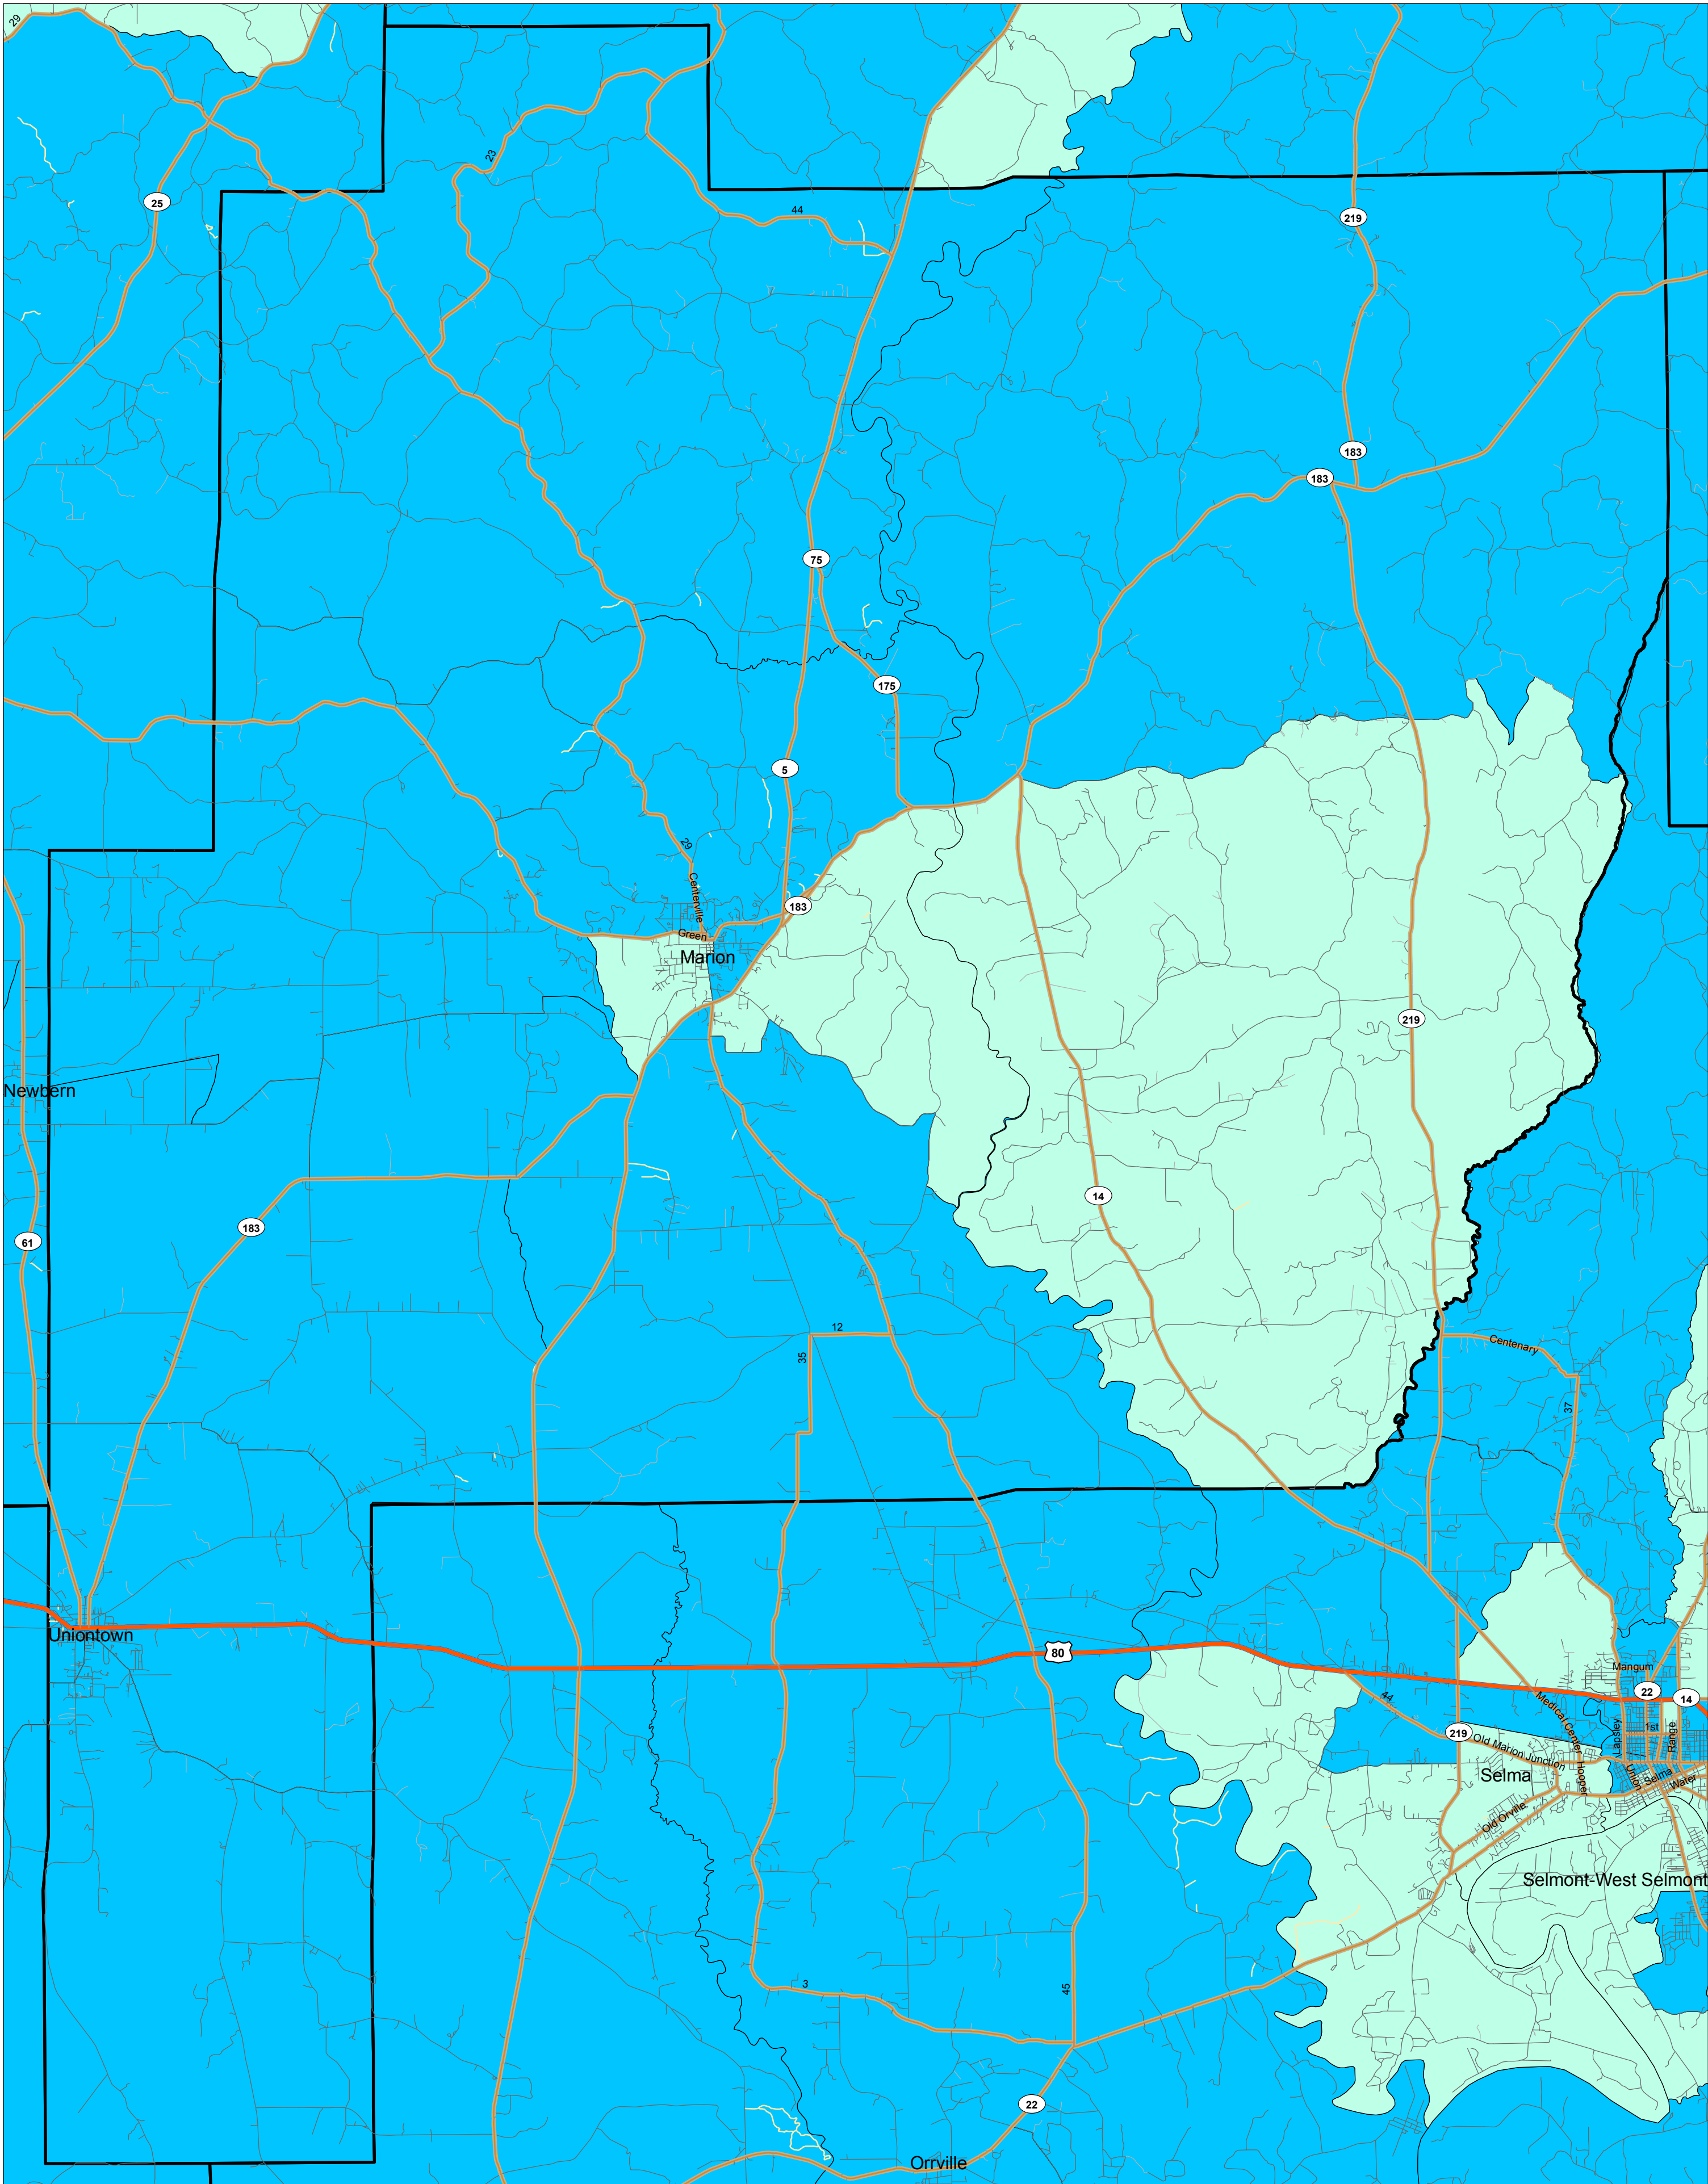 29
25
23
44
219
183
183
75
175
5
29
Centerville
183
Green
Marion
219
Newbern
14
183
61
12
35
Centenary
37
80
Uniontown
Mangum
22
14
44
Medical Center
Lapsley
1st
Range
219
Old Marion Junction
Hooper
Selma
Union
Selma
Water
Old Orville
Selmont-West Selmont
3
45
22
Orrville